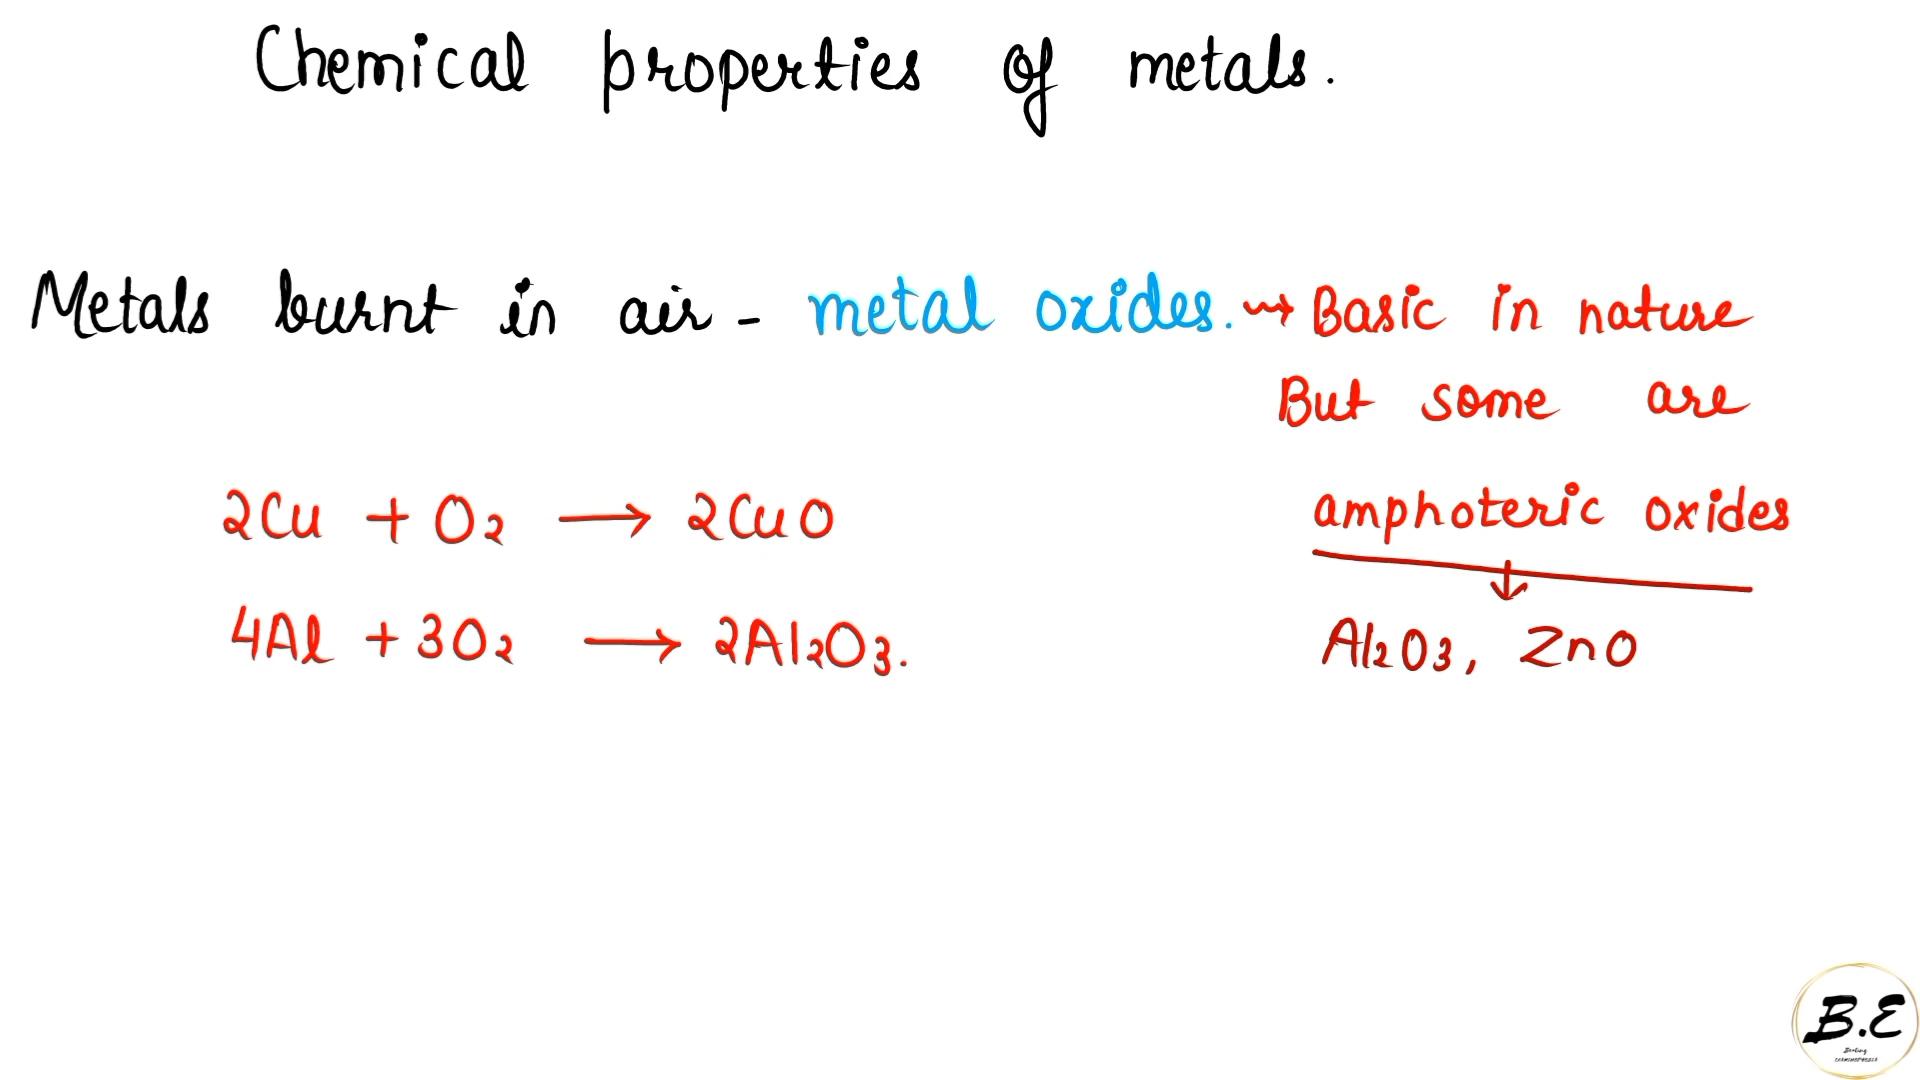 Chemical properties of metals.
Metals burnt in air - metal oxides. → Basic in nature
But some are
amphoteric oxides
↓
Al₂O₃, ZnO
2Cu + O₂ → 2CuO
4Al + 3O₂ → 2Al₂O₃.
B.E